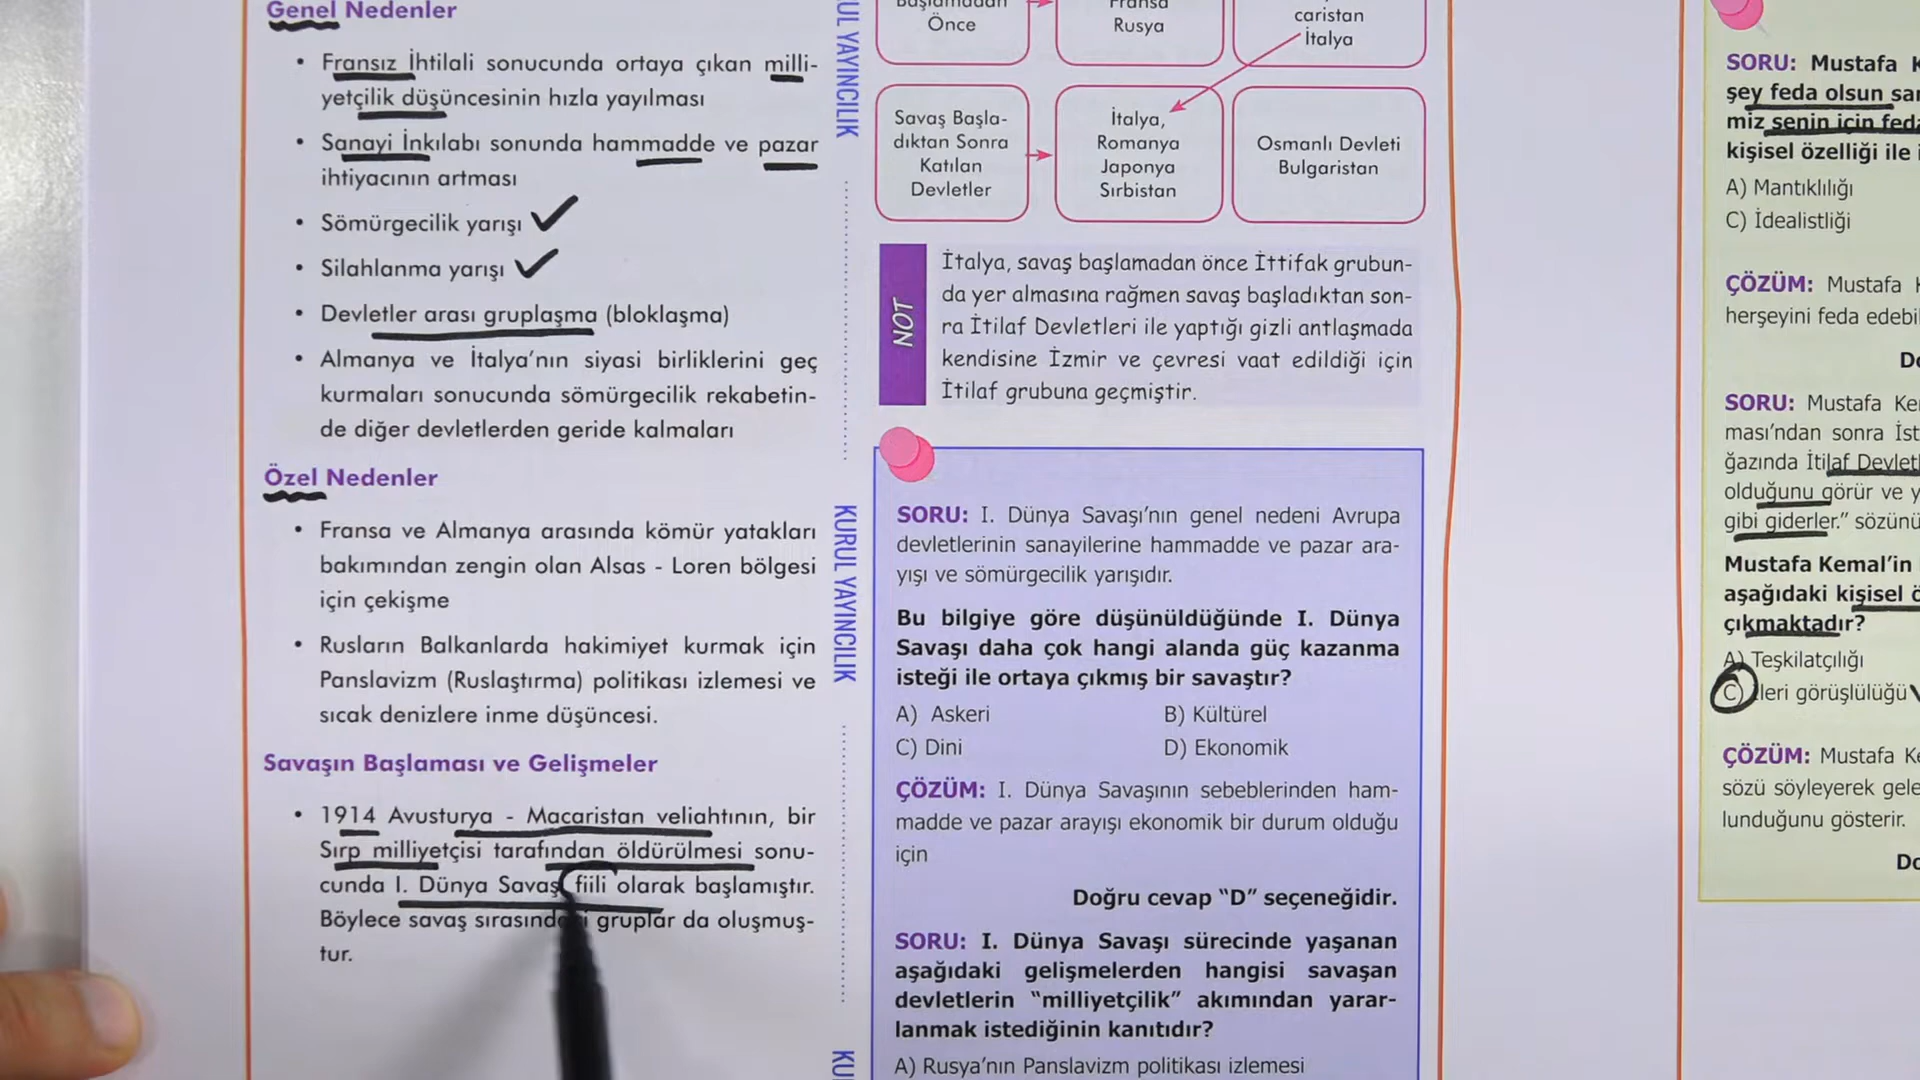 Genel Nedenler
• Fransız İhtilali sonucunda ortaya çıkan milli-
yetçilik düşüncesinin hızla yayılması
• Sanayi İnkılabı sonunda hammadde ve pazar
ihtiyacının artması
• Sömürgecilik yarışı
• Silahlanma yarışı
• Devletler arası gruplaşma (bloklaşma)
• Almanya ve İtalya’nın siyasi birliklerini geç
kurmaları sonucunda sömürgecilik rekabetin-
de diğer devletlerden geride kalmaları
Özel Nedenler
• Fransa ve Almanya arasında kömür yatakları
bakımından zengin olan Alsas - Loren bölgesi
için çekişme
• Rusların Balkanlarda hakimiyet kurmak için
Panslavizm (Ruslaştırma) politikası izlemesi ve
sıcak denizlere inme düşüncesi.
Savaşın Başlaması ve Gelişmeler
• 1914 Avusturya - Macaristan veliahtının, bir
Sırp milliyetçisi tarafından öldürülmesi sonu-
cunda I. Dünya Savaş fiili olarak başlamıştır.
Böylece savaş gruplar da oluşmuş-
tur.
YAYINCILIK
KURUL YAYINCILIK
Başlamadan
Önce
Fransa
Rusya
caristan
İtalya
Savaş Başla-
dıktan Sonra
Katılan
Devletler
İtalya,
Romanya
Japonya
Sırbistan
Osmanlı Devleti
Bulgaristan
NOT
İtalya, savaş başlamadan önce İttifak grubun-
da yer almasına rağmen savaş başladıktan son-
ra İtilaf Devletleri ile yaptığı gizli antlaşmada
kendisine İzmir ve çevresi vaat edildiği için
İtilaf grubuna geçmiştir.
SORU: I. Dünya Savaşı’nın genel nedeni Avrupa
devletlerinin sanayilerine hammadde ve pazar ara-
yışı ve sömürgecilik yarışıdır.
Bu bilgiye göre düşünüldüğünde I. Dünya
Savaşı daha çok hangi alanda güç kazanma
isteği ile ortaya çıkmış bir savaştır?
A) Askeri B) Kültürel
C) Dini D) Ekonomik
ÇÖZÜM: I. Dünya Savaşının sebeblerinden ham-
madde ve pazar arayışı ekonomik bir durum olduğu
için
Doğru cevap “D” seçeneğidir.
SORU: I. Dünya Savaşı sürecinde yaşanan
aşağıdaki gelişmelerden hangisi savaşan
devletlerin “milliyetçilik” akımından yarar-
lanmak istediğinin kanıtıdır?
A) Rusya’nın Panslavizm politikası izlemesi
SORU: Mustafa
şey feda olsun
miz senin için
kişisel özelliği ile
A) Mantıklılığı
C) İdealistliği
ÇÖZÜM: Mustafa
herşeyini feda
SORU: Mustafa
ması’ndan sonra
ğazında İtilaf
olduğunu görür ve
gibi giderler.”
Mustafa Kemal’in
aşağıdaki kişisel
çıkmaktadır?
A) Teşkilatçılığı
C) İleri görüşlülüğü
ÇÖZÜM: Mustafa
sözü söyleyerek
lunduğunu gösterir.